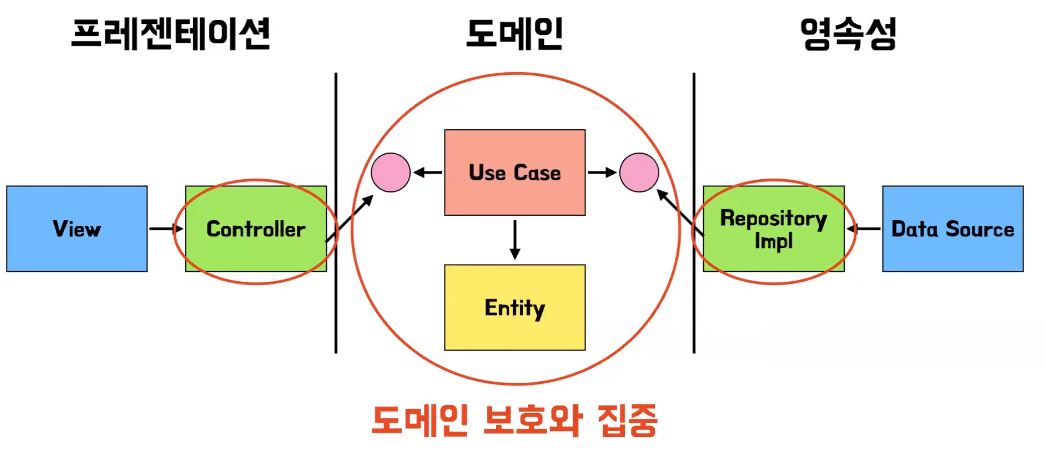 프레젠테이션
도메인
영속성
View
Controller
Use Case
Entity
Repository
Impl
Data Source
도메인 보호와 집중